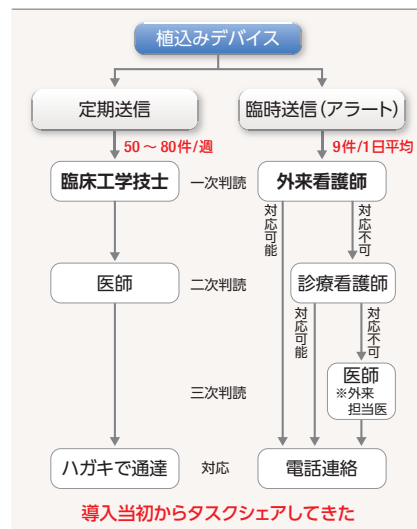 植込みデバイス
定期送信
臨時送信（アラート）
50～80件/週
9件/1日平均
臨床工学技士
一次判読
外来看護師
対応可能
対応不可
医師
二次判読
診療看護師
対応可能
対応不可
三次判読
医師
※外来
担当医
ハガキで通達
対応
電話連絡
導入当初からタスクシェアしてきた